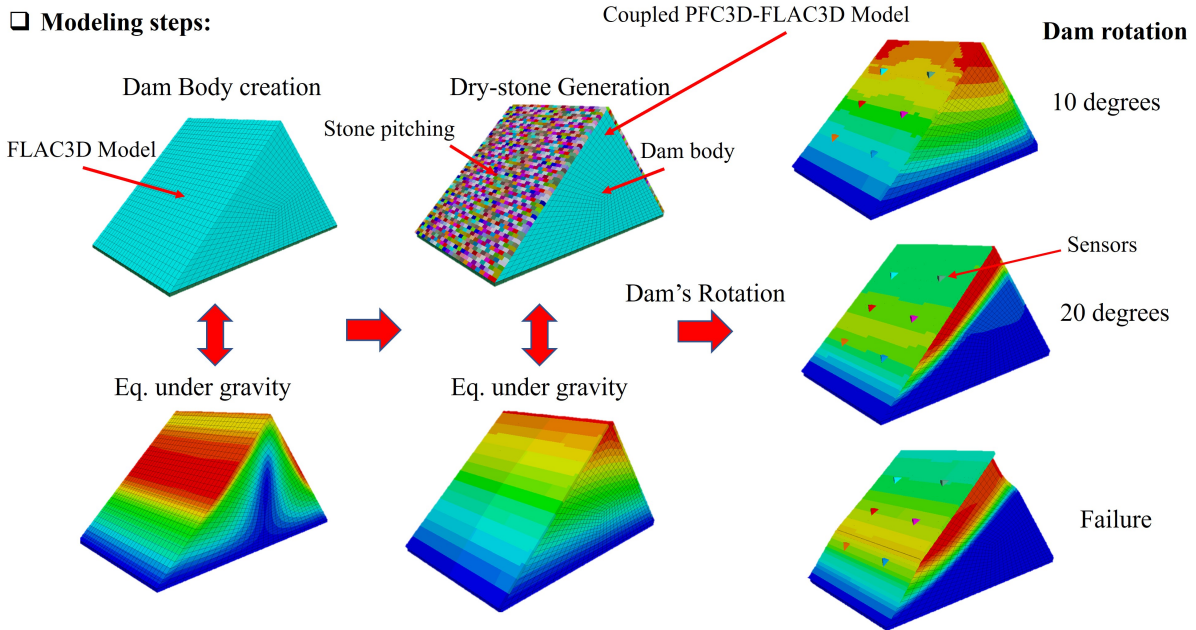 ❑ Modeling steps:
Coupled PFC3D-FLAC3D Model
Dam rotation
Dam Body creation
Dry-stone Generation
10 degrees
Stone pitching
FLAC3D Model
Dam body
Sensors
Dam's Rotation
20 degrees
Eq. under gravity
Eq. under gravity
Failure